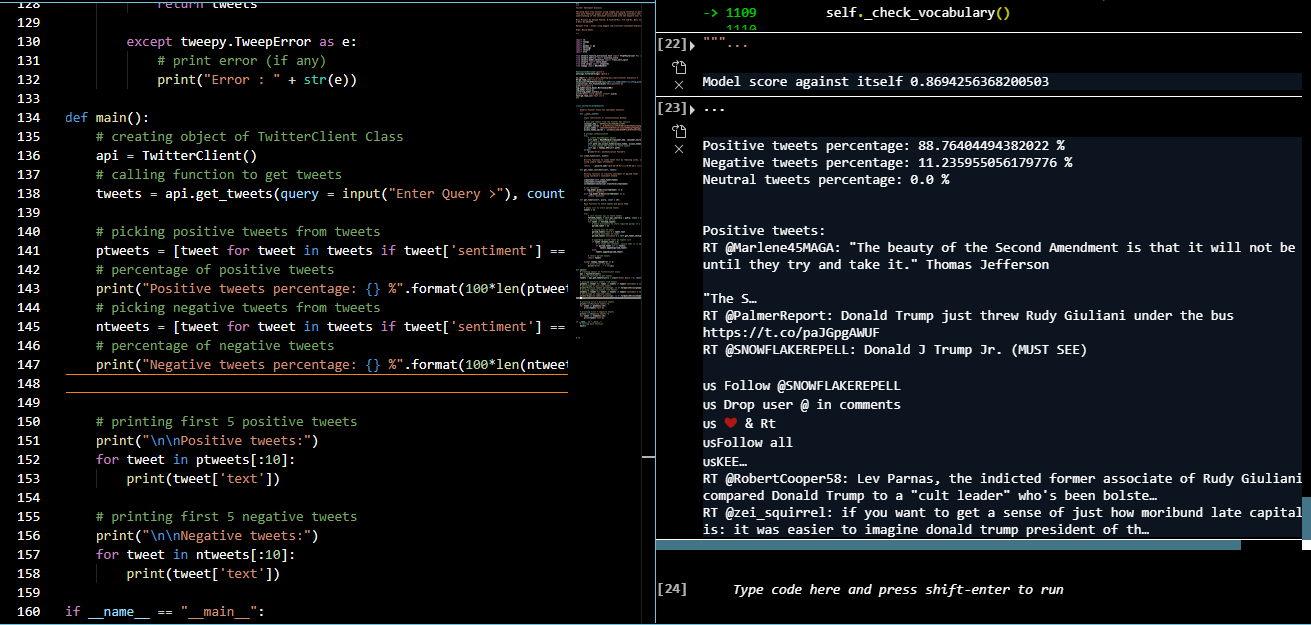 128 return tweets
129
130 except tweepy.TweepError as e:
131 # print error (if any)
132 print("Error : " + str(e))
133
134 def main():
135 # creating object of TwitterClient Class
136 api = TwitterClient()
137 # calling function to get tweets
138 tweets = api.get_tweets(query = input("Enter Query >"), count
139
140 # picking positive tweets from tweets
141 ptweets = [tweet for tweet in tweets if tweet['sentiment'] ==
142 # percentage of positive tweets
143 print("Positive tweets percentage: {} %".format(100*len(ptweet
144 # picking negative tweets from tweets
145 ntweets = [tweet for tweet in tweets if tweet['sentiment'] ==
146 # percentage of negative tweets
147 print("Negative tweets percentage: {} %".format(100*len(ntweet
148
149
150 # printing first 5 positive tweets
151 print("\n\nPositive tweets:")
152 for tweet in ptweets[:10]:
153 print(tweet['text'])
154
155 # printing first 5 negative tweets
156 print("\n\nNegative tweets:")
157 for tweet in ntweets[:10]:
158 print(tweet['text'])
159
160 if __name__ == "__main__":
-> 1109 self._check_vocabulary()
1110
[22] """...
Model score against itself 0.8694256368200503
[23] ...
Positive tweets percentage: 88.76404494382022 %
Negative tweets percentage: 11.235955056179776 %
Neutral tweets percentage: 0.0 %
Positive tweets:
RT @Marlene45MAGA: "The beauty of the Second Amendment is that it will not be
until they try and take it." Thomas Jefferson
"The S…
RT @PalmerReport: Donald Trump just threw Rudy Giuliani under the bus
https://t.co/paJGpgAWUF
RT @SNOWFLAKEREPELL: Donald J Trump Jr. (MUST SEE)
us Follow @SNOWFLAKEREPELL
us Drop user @ in comments
us ❤ & Rt
usFollow all
usKEE…
RT @RobertCooper58: Lev Parnas, the indicted former associate of Rudy Giuliani
compared Donald Trump to a "cult leader" who's been bolste…
RT @zei_squirrel: if you want to get a sense of just how moribund late capital
is: it was easier to imagine donald trump president of th…
[24] Type code here and press shift-enter to run